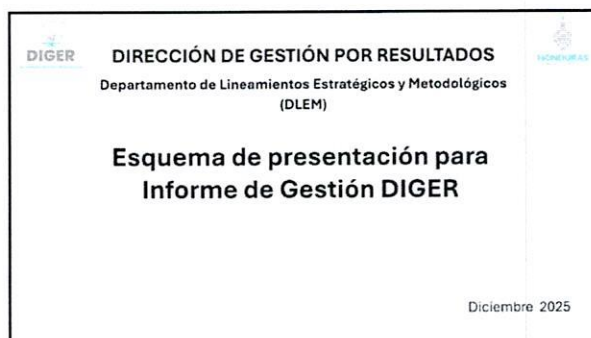 DIGER
DIRECCIÓN DE GESTIÓN POR RESULTADOS
HONDURAS
Departamento de Lineamientos Estratégicos y Metodológicos
(DLEM)
Esquema de presentación para
Informe de Gestión DIGER
Diciembre 2025